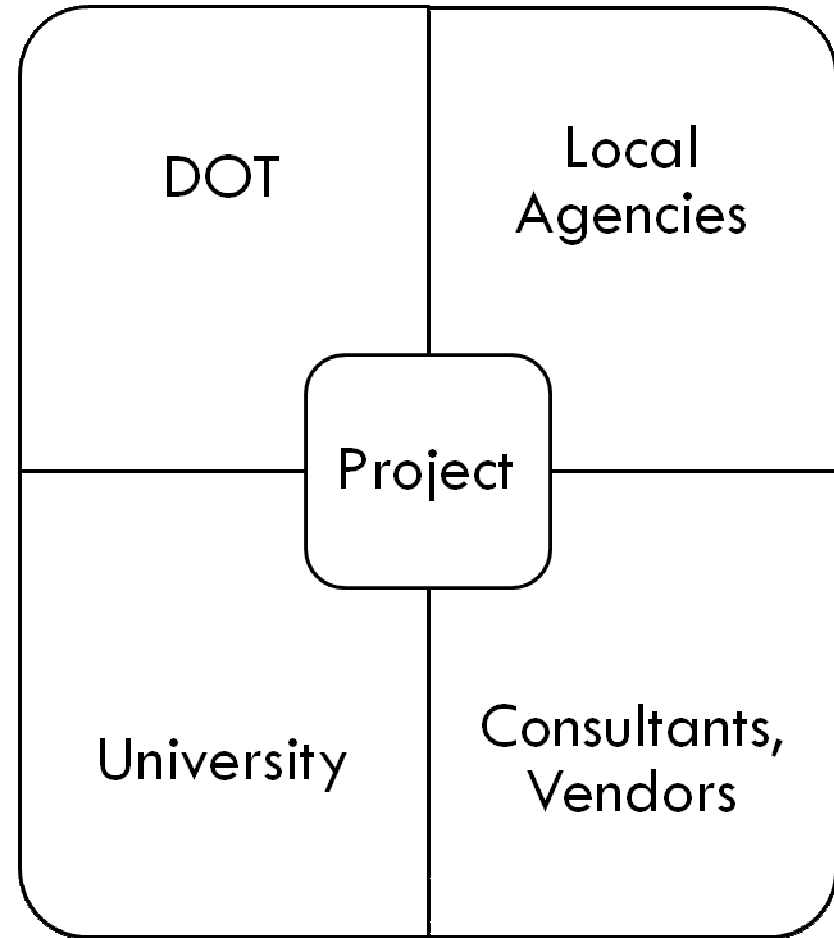 DOT
Local
Agencies
Project
University
Consultants,
Vendors